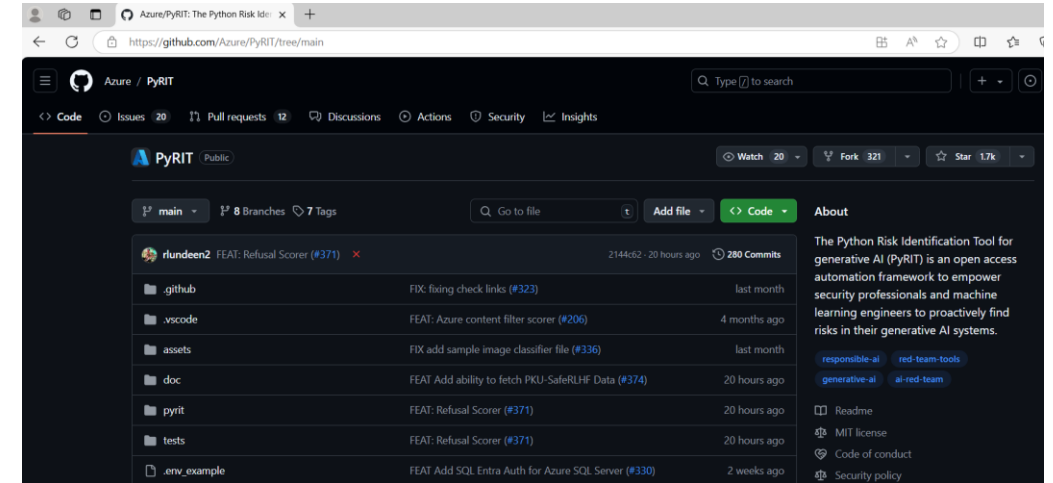 Azure/PyRIT: The Python Risk Ide
https://github.com/Azure/PyRIT/tree/main
Azure / PyRIT
Type / to search
Code Issues 20 Pull requests 12 Discussions Actions Security Insights
PyRIT Public
Watch 20 Fork 321 Star 1.7k
main 8 Branches 7 Tags
Go to file t
Add file
Code
rlundeen2 FEAT: Refusal Scorer (#371) 2144c62 · 20 hours ago 280 Commits
.github FIX: fixing check links (#323) last month
.vscode FEAT: Azure content filter scorer (#206) 4 months ago
assets FIX add sample image classifier file (#336) last month
doc FEAT Add ability to fetch PKU-SafeRLHF Data (#374) 20 hours ago
pyrit FEAT: Refusal Scorer (#371) 20 hours ago
tests FEAT: Refusal Scorer (#371) 20 hours ago
.env_example FEAT Add SQL Entra Auth for Azure SQL Server (#330) 2 weeks ago
About
The Python Risk Identification Tool for
generative AI (PyRIT) is an open access
automation framework to empower
security professionals and machine
learning engineers to proactively find
risks in their generative AI systems.
responsible-ai red-team-tools
generative-ai ai-red-team
Readme
MIT license
Code of conduct
Security policy